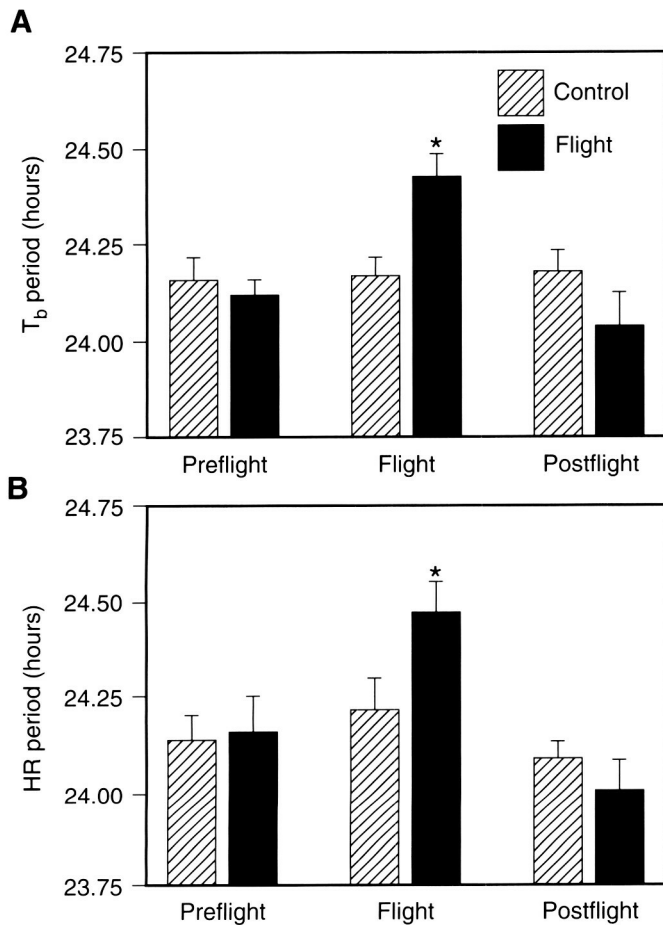 A
24.75
24.50
24.25
24.00
23.75
T_b period (hours)
Control
Flight
*
Preflight
Flight
Postflight
B
24.75
24.50
24.25
24.00
23.75
HR period (hours)
*
Preflight
Flight
Postflight